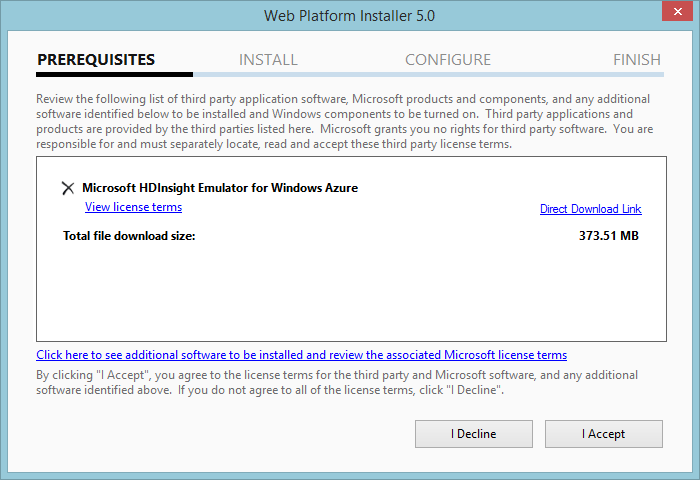 Web Platform Installer 5.0
PREREQUISITES INSTALL CONFIGURE FINISH
Review the following list of third party application software, Microsoft products and components, and any additional
software identified below to be installed and Windows components to be turned on. Third party applications and
products are provided by the third parties listed here. Microsoft grants you no rights for third party software. You are
responsible for and must separately locate, read and accept these third party license terms.
Microsoft HDInsight Emulator for Windows Azure
View license terms Direct Download Link
Total file download size: 373.51 MB
Click here to see additional software to be installed and review the associated Microsoft license terms
By clicking "I Accept", you agree to the license terms for the third party and Microsoft software, and any additional
software identified above. If you do not agree to all of the license terms, click "I Decline".
I Decline I Accept